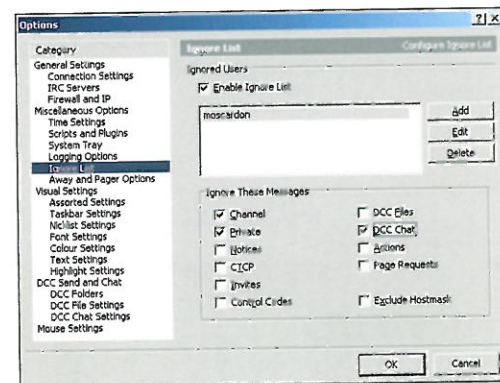 Options
Category
General Settings
Connection Settings
IRC Servers
Firewall and IP
Miscellaneous Options
Time Settings
Scripts and Plugins
System Tray
Logging Options
Ignore List
Away and Pager Options
Visual Settings
Assorted Settings
Taskbar Settings
Nicklist Settings
Font Settings
Colour Settings
Text Settings
Highlight Settings
DCC Send and Chat
DCC Folders
DCC File Settings
DCC Chat Settings
Mouse Settings
Ignore List
Configure Ignore List
Ignored Users
Enable Ignore List
moscardon
Add
Edit
Delete
Ignore These Messages
Channel
Private
Notices
CTCP
Invites
Control Codes
DCC Files
DCC Chat
Actions
Page Requests
Exclude Hostmask
OK
Cancel